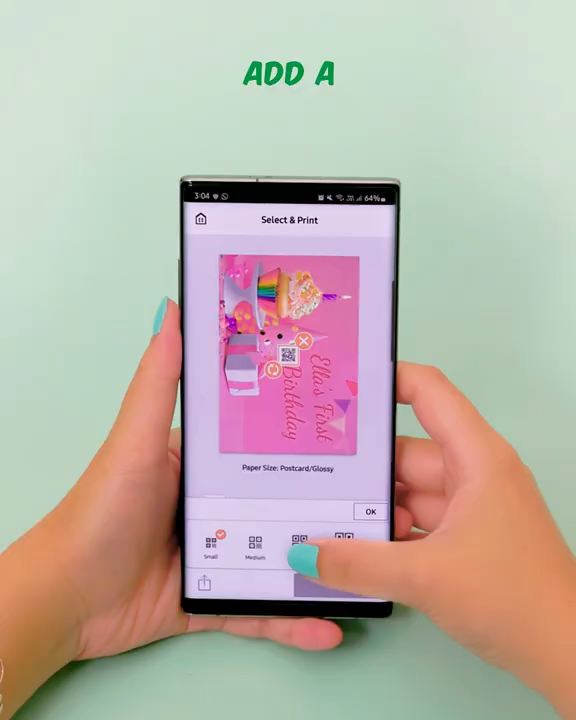 ADD A
3:04
64%
Select & Print
Ella's First
Birthday
Paper Size: Postcard/Glossy
OK
Small
Medium